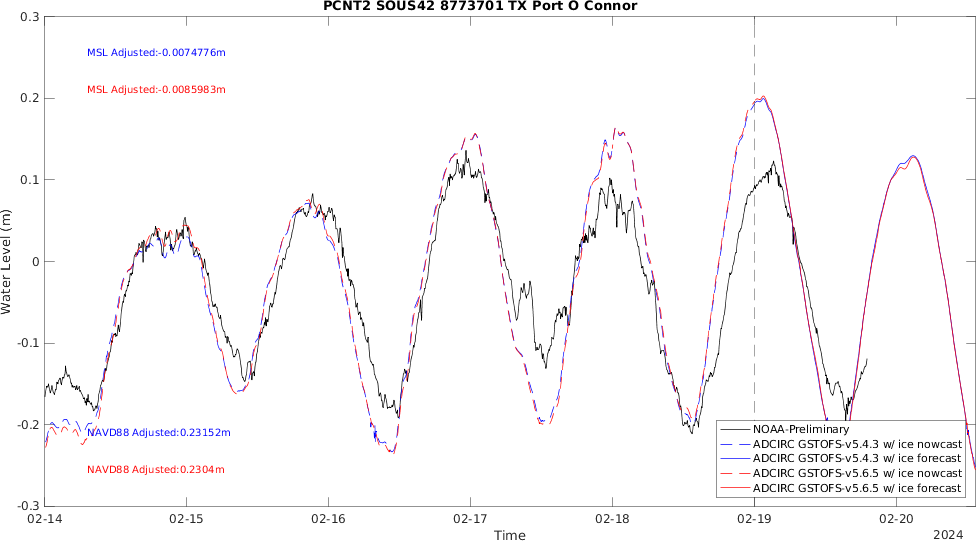 PCNT2 SOUS42 8773701 TX Port O Connor
0.3
0.2
0.1
0
-0.1
-0.2
-0.3
Water Level (m)
MSL Adjusted:-0.0074776m
MSL Adjusted:-0.0085983m
NAVD88 Adjusted:0.23152m
NAVD88 Adjusted:0.2304m
NOAA-Preliminary
ADCIRC GSTOFS-v5.4.3 w/ ice nowcast
ADCIRC GSTOFS-v5.4.3 w/ ice forecast
ADCIRC GSTOFS-v5.6.5 w/ ice nowcast
ADCIRC GSTOFS-v5.6.5 w/ ice forecast
02-14 02-15 02-16 02-17 02-18 02-19 02-20
Time
2024